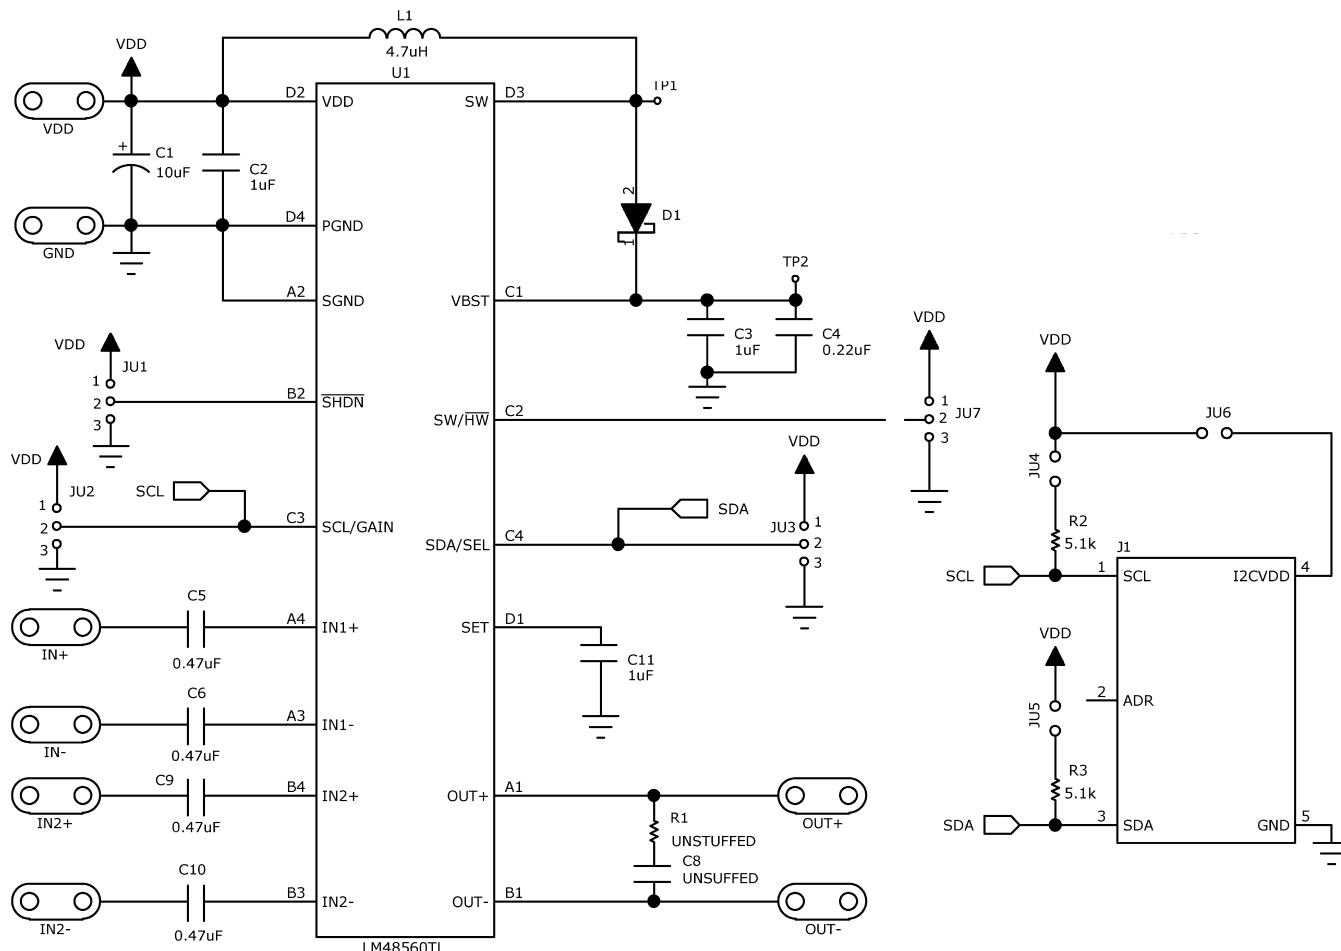 L1
4.7uH
VDD
U1
VDD
D2 VDD
SW D3
TP1
+ C1
10uF
C2
1uF
2
D1
1
GND
D4 PGND
A2 SGND
VBST C1
TP2
C3
1uF
C4
0.22uF
VDD
JU1
1
2
3
B2 SHDN
SW/HW C2
VDD
1
2
3
JU7
VDD
JU2
1
2
3
SCL
C3 SCL/GAIN
SDA/SEL C4
SDA
VDD
JU3
1
2
3
VDD
JU6
JU4
R2
5.1k
J1
SCL
1 SCL
I2CVDD 4
VDD
2 ADR
JU5
R3
5.1k
SDA
3 SDA
GND 5
C5
0.47uF
IN+
A4 IN1+
SET D1
C11
1uF
C6
0.47uF
IN-
A3 IN1-
C9
0.47uF
IN2+
B4 IN2+
OUT+ A1
R1
UNSTUFFED
C8
UNSUFFED
OUT+
C10
0.47uF
IN2-
B3 IN2-
OUT- B1
OUT-
LM48560TL